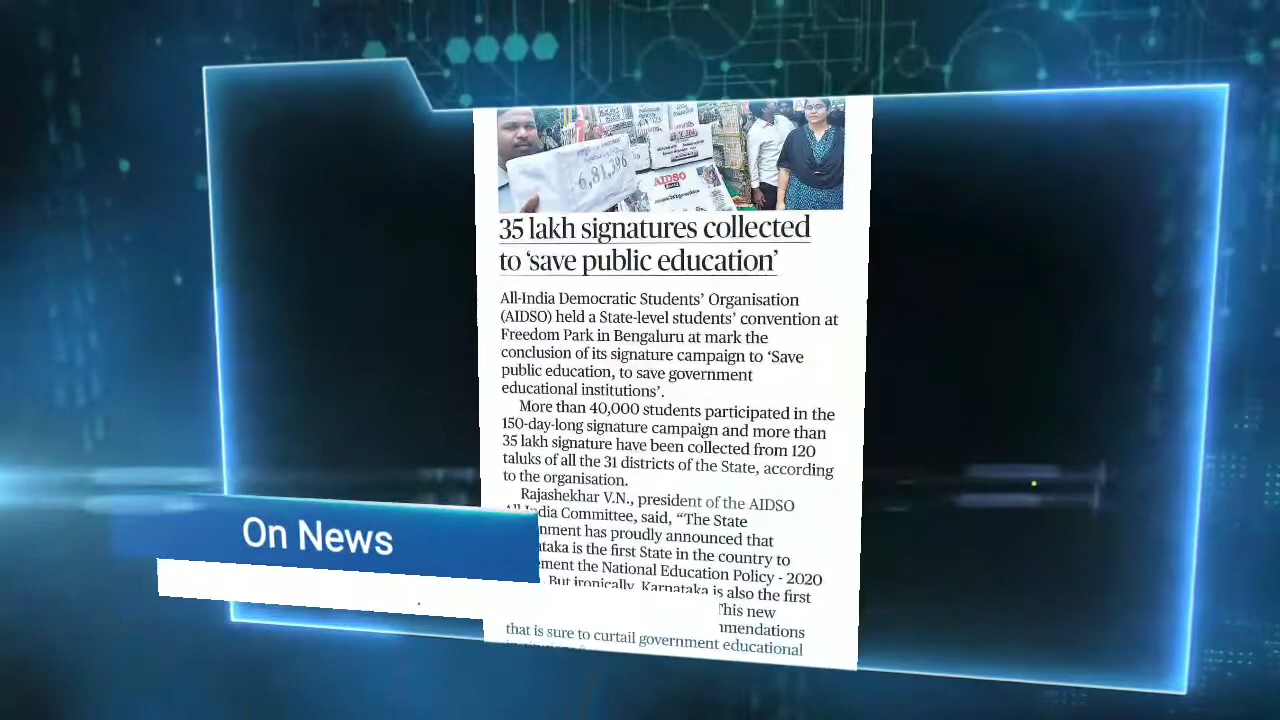 6,81,396
AIDSO
35 lakh signatures collected
to ‘save public education’
All-India Democratic Students’ Organisation
(AIDSO) held a State-level students’ convention at
Freedom Park in Bengaluru at mark the
conclusion of its signature campaign to ‘Save
public education, to save government
educational institutions’.
More than 40,000 students participated in the
150-day-long signature campaign and more than
35 lakh signature have been collected from 120
taluks of all the 31 districts of the State, according
to the organisation.
Rajashekhar V.N., president of the AIDSO
India Committee, said, “The State
nment has proudly announced that
ataka is the first State in the country to
ement the National Education Policy - 2020
. But ironically, Karnataka is also the first
This new
mendations
that is sure to curtail government educational
On News